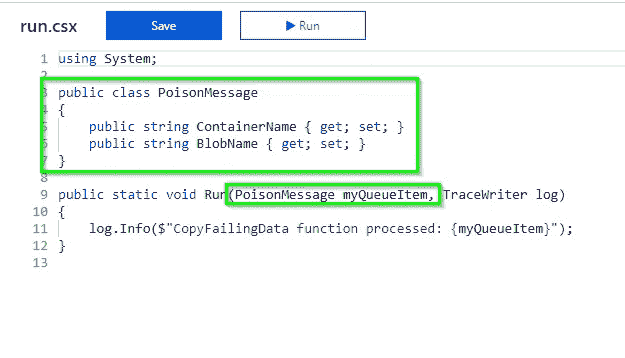 run.csx Save Run
1 using System;
2
3 public class PoisonMessage
4 {
5 public string ContainerName { get; set; }
6 public string BlobName { get; set; }
7 }
8
9 public static void Run(PoisonMessage myQueueItem, TraceWriter log)
10 {
11 log.Info($"CopyFailingData function processed: {myQueueItem}");
12 }
13